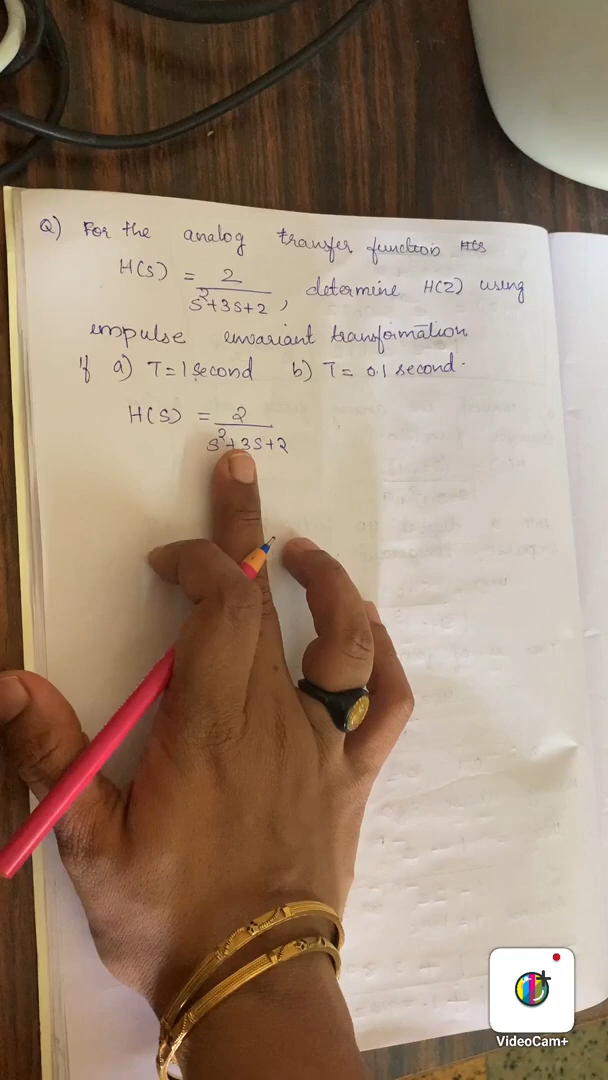 Q) For the analog transfer function H(s
H(S) = 2 / S²+3S+2 , determine H(Z) using
impulse invariant transformation
if a) T=1 second b) T= 0.1 second.
H(S) = 2 / S²+3S+2
VideoCam+